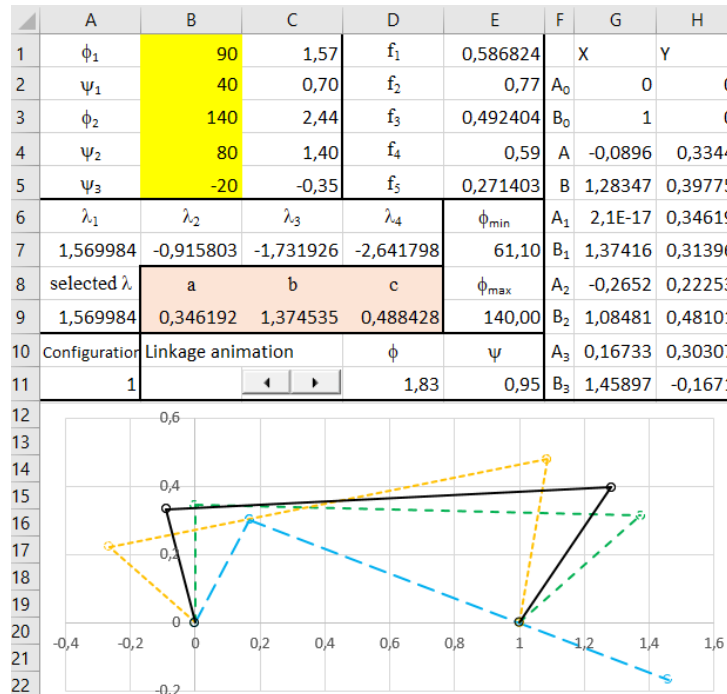 A B C D E F G H
1 ϕ1 90 1,57 f1 0,586824 X Y
2 ψ1 40 0,70 f2 0,77 A0 0
3 ϕ2 140 2,44 f3 0,492404 B0 1
4 ψ2 80 1,40 f4 0,59 A -0,0896 0,3344
5 ψ3 -20 -0,35 f5 0,271403 B 1,28347 0,39775
6 λ1 λ2 λ3 λ4 ϕmin A1 2,1E-17 0,34619
7 1,569984 -0,915803 -1,731926 -2,641798 61,10 B1 1,37416 0,31396
8 selected λ a b c ϕmax A2 -0,2652 0,22253
9 1,569984 0,346192 1,374535 0,488428 140,00 B2 1,08481 0,48101
10 Configuration Linkage animation ϕ ψ A3 0,16733 0,30307
11 1 1,83 0,95 B3 1,45897 -0,1671
12
13
14
15
16
17
18
19
20
21
22
0,6
0,4
0,2
0
-0,2
-0,4 -0,2 0 0,2 0,4 0,6 0,8 1 1,2 1,4 1,6